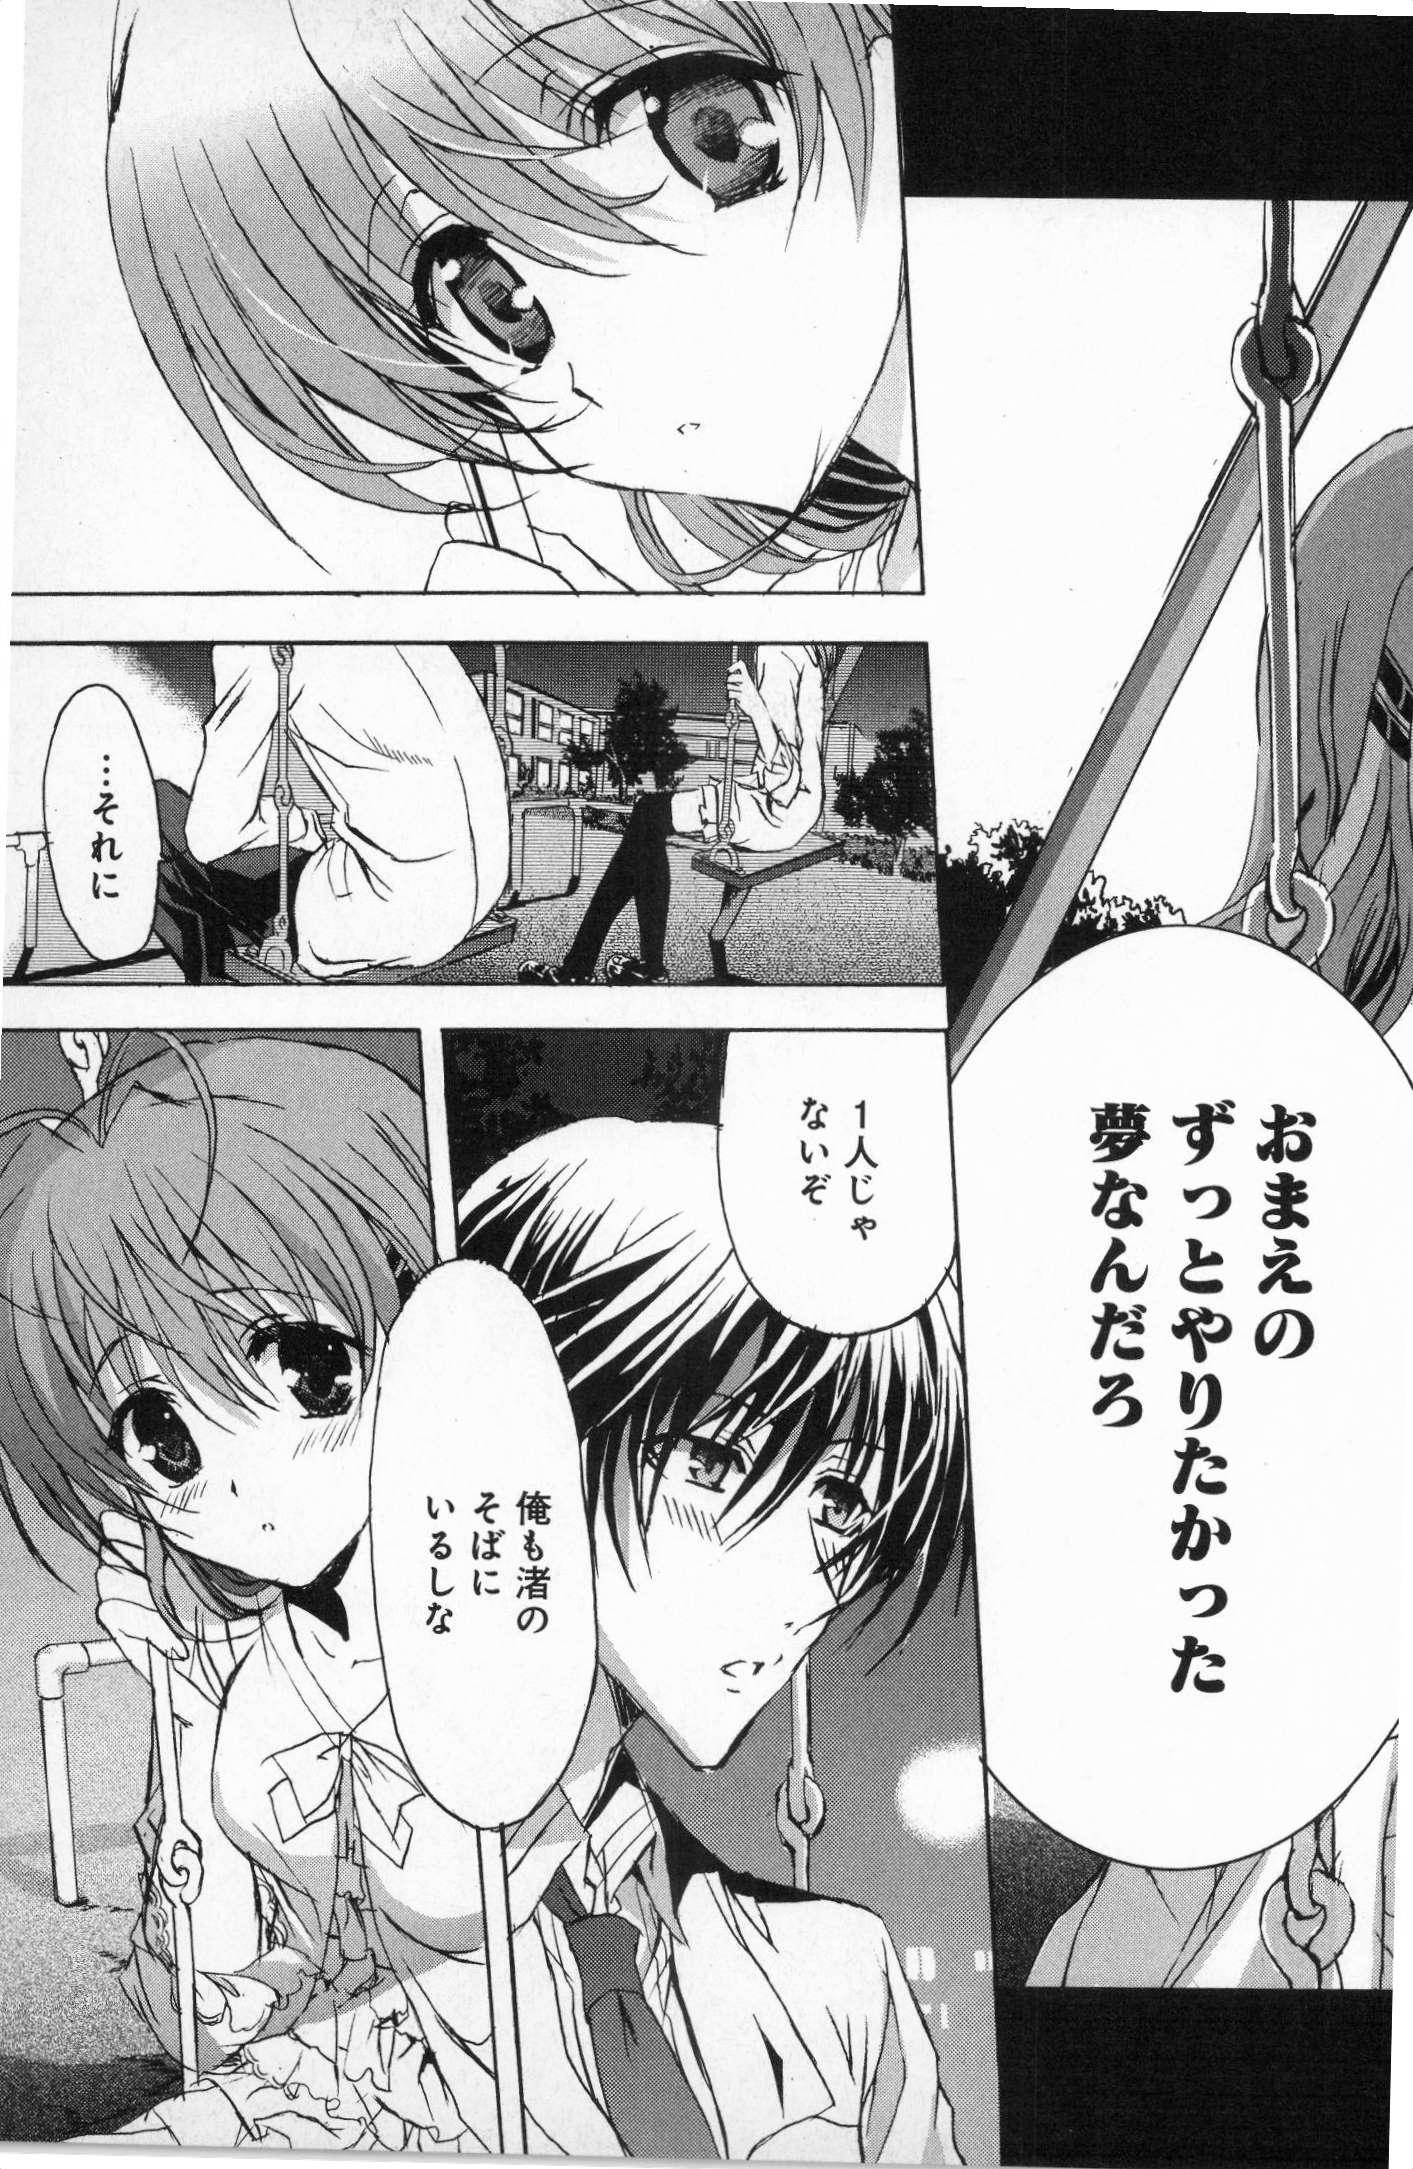 おまえの
ずっとやりたかった
夢なんだろ
…それに
1人じゃ
ないぞ
俺も渚の
そばに
いるしな